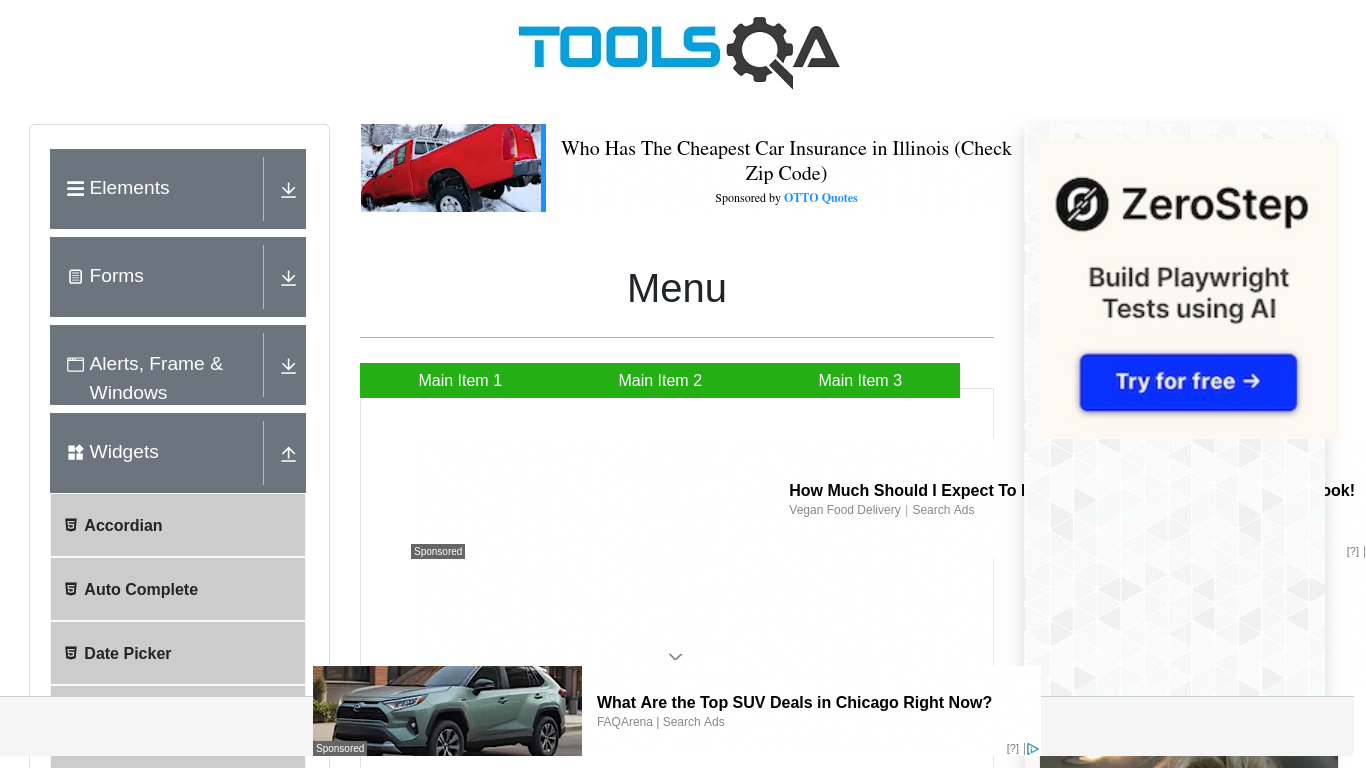 TOOLSQA
Elements
Forms
Alerts, Frame &
Windows
Widgets
Accordian
Auto Complete
Date Picker
Who Has The Cheapest Car Insurance in Illinois (Check
Zip Code)
Sponsored by OTTO Quotes
Menu
Main Item 1
Main Item 2
Main Item 3
How Much Should I Expect To
Vegan Food Delivery | Search Ads
Sponsored
[?]
ZeroStep
Build Playwright
Tests using AI
Try for free →
What Are the Top SUV Deals in Chicago Right Now?
FAQArena | Search Ads
Sponsored
[?]